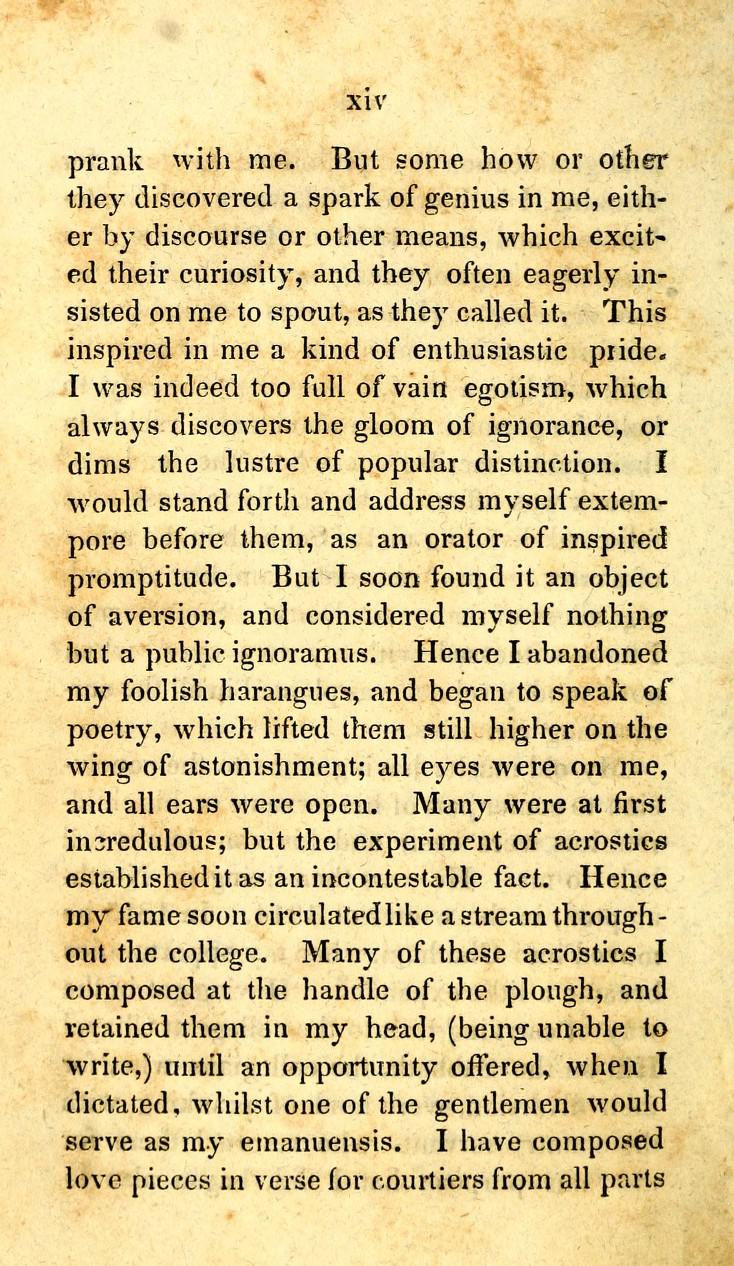 xiv
prank with me. But some how or other
they discovered a spark of genius in me, eith-
er by discourse or other means, which excit-
ed their curiosity, and they often eagerly in-
sisted on me to spout, as they called it. This
inspired in me a kind of enthusiastic pride.
I was indeed too full of vain egotism, which
always discovers the gloom of ignorance, or
dims the lustre of popular distinction. I
would stand forth and address myself extem-
pore before them, as an orator of inspired
promptitude. But I soon found it an object
of aversion, and considered myself nothing
but a public ignoramus. Hence I abandoned
my foolish harangues, and began to speak of
poetry, which lifted them still higher on the
wing of astonishment; all eyes were on me,
and all ears were open. Many were at first
incredulous; but the experiment of acrostics
established it as an incontestable fact. Hence
my fame soon circulated like a stream through-
out the college. Many of these acrostics I
composed at the handle of the plough, and
retained them in my head, (being unable to
write,) until an opportunity offered, when I
dictated, whilst one of the gentlemen would
serve as my emanuensis. I have composed
love pieces in verse for courtiers from all parts